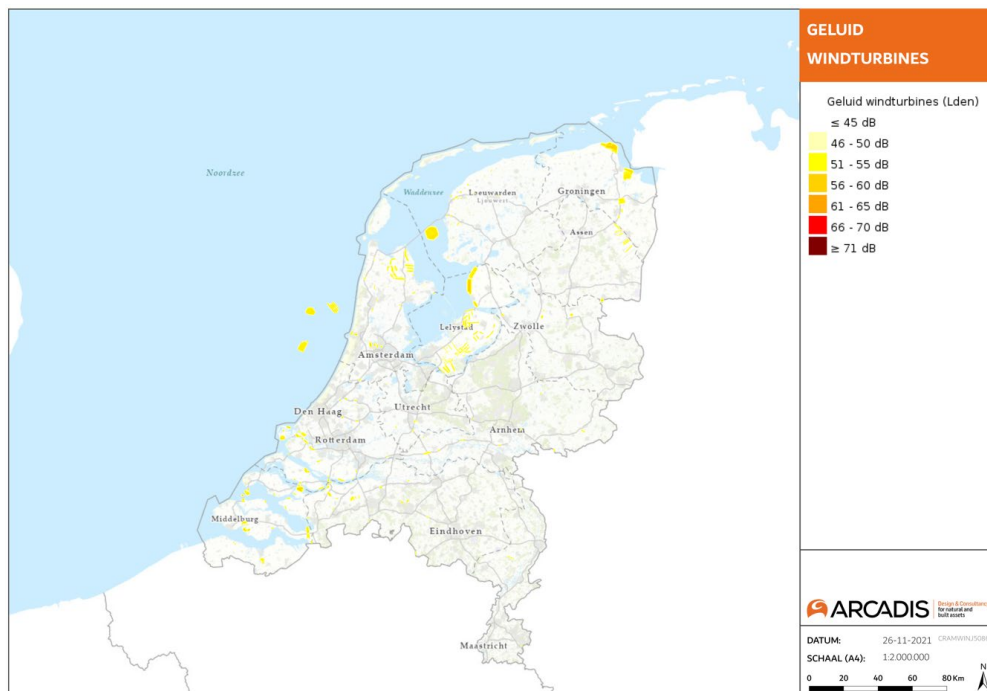 GELUID
WINDTURBINES
Geluid windturbines (Lden)
≤ 45 dB
46 - 50 dB
51 - 55 dB
56 - 60 dB
61 - 65 dB
66 - 70 dB
≥ 71 dB
Noordzee
Waddenzee
Leeuwarden
Ljouwert
Groningen
Assen
Lelystad
Zwolle
Amsterdam
Den Haag
Utrecht
Rotterdam
Arnhem
Middelburg
Eindhoven
Maastricht
ARCADIS
Design & Consultancy
for natural and
built assets
DATUM: 26-11-2021
SCHAAL (A4): 1:2.000.000
N
0 20 40 60 80 Km